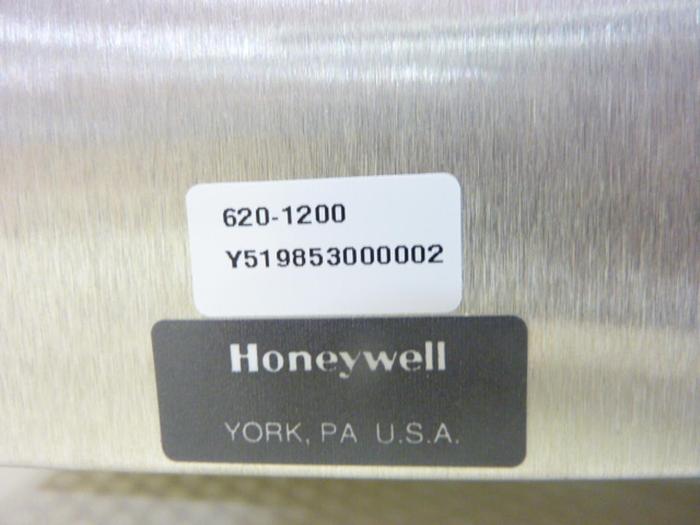 620-1200
Y519853000002
Honeywell
YORK, PA U.S.A.